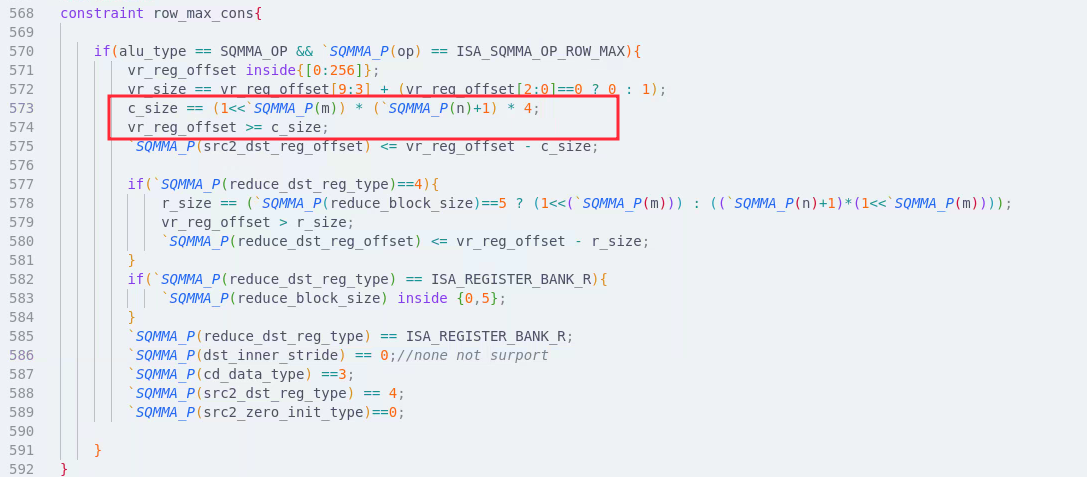 568 constraint row_max_cons{
569
570 if(alu_type == SQMMA_OP && `SQMMA_P(op) == ISA_SQMMA_OP_ROW_MAX){
571 vr_reg_offset inside{[0:256]};
572 vr_size == vr_reg_offset[9:3] + (vr_reg_offset[2:0]==0 ? 0 : 1);
573 c_size == (1<<`SQMMA_P(m)) * (`SQMMA_P(n)+1) * 4;
574 vr_reg_offset >= c_size;
575 `SQMMA_P(src2_dst_reg_offset) <= vr_reg_offset - c_size;
576
577 if(`SQMMA_P(reduce_dst_reg_type)==4){
578 r_size == (`SQMMA_P(reduce_block_size)==5 ? (1<<(`SQMMA_P(m))) : ((`SQMMA_P(n)+1)*(1<<`SQMMA_P(m))));
579 vr_reg_offset > r_size;
580 `SQMMA_P(reduce_dst_reg_offset) <= vr_reg_offset - r_size;
581 }
582 if(`SQMMA_P(reduce_dst_reg_type) == ISA_REGISTER_BANK_R){
583 `SQMMA_P(reduce_block_size) inside {0,5};
584 }
585 `SQMMA_P(reduce_dst_reg_type) == ISA_REGISTER_BANK_R;
586 `SQMMA_P(dst_inner_stride) == 0;//none not surport
587 `SQMMA_P(cd_data_type) ==3;
588 `SQMMA_P(src2_dst_reg_type) == 4;
589 `SQMMA_P(src2_zero_init_type)==0;
590
591 }
592 }